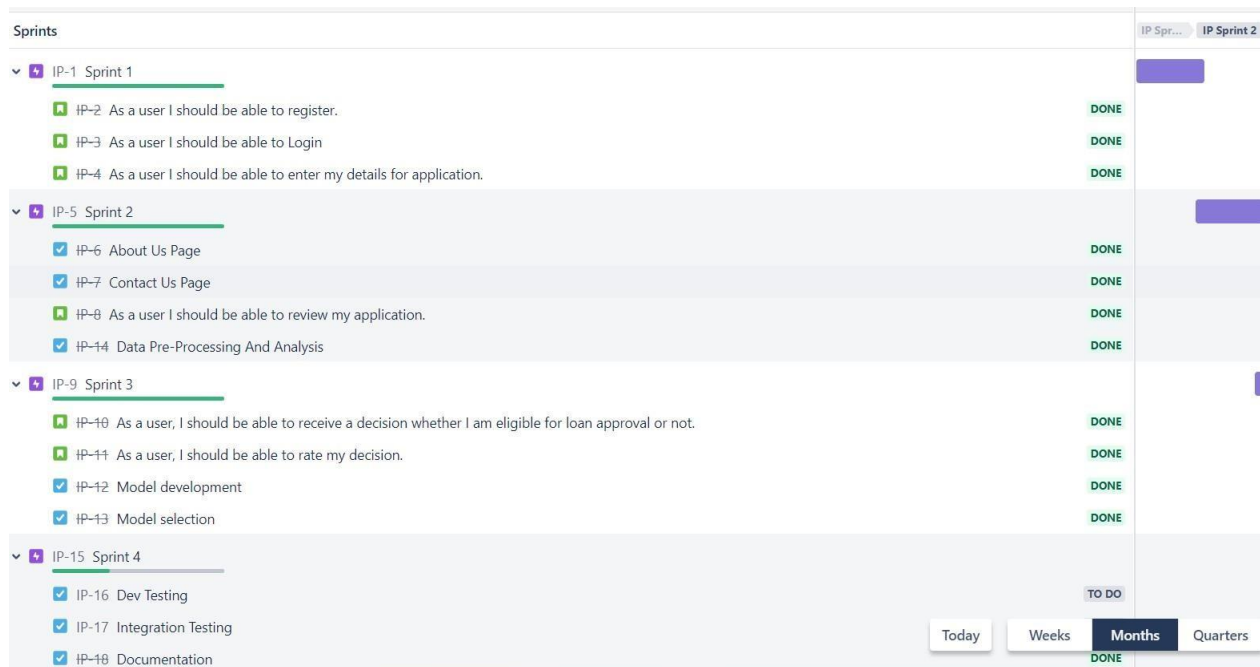 Sprints IP Spr... IP Sprint 2
IP-1 Sprint 1
IP-2 As a user I should be able to register. DONE
IP-3 As a user I should be able to Login DONE
IP-4 As a user I should be able to enter my details for application. DONE
IP-5 Sprint 2
IP-6 About Us Page DONE
IP-7 Contact Us Page DONE
IP-8 As a user I should be able to review my application. DONE
IP-14 Data Pre-Processing And Analysis DONE
IP-9 Sprint 3
IP-10 As a user, I should be able to receive a decision whether I am eligible for loan approval or not. DONE
IP-11 As a user, I should be able to rate my decision. DONE
IP-12 Model development DONE
IP-13 Model selection DONE
IP-15 Sprint 4
IP-16 Dev Testing TO DO
IP-17 Integration Testing
Today Weeks Months Quarters
IP-18 Documentation DONE